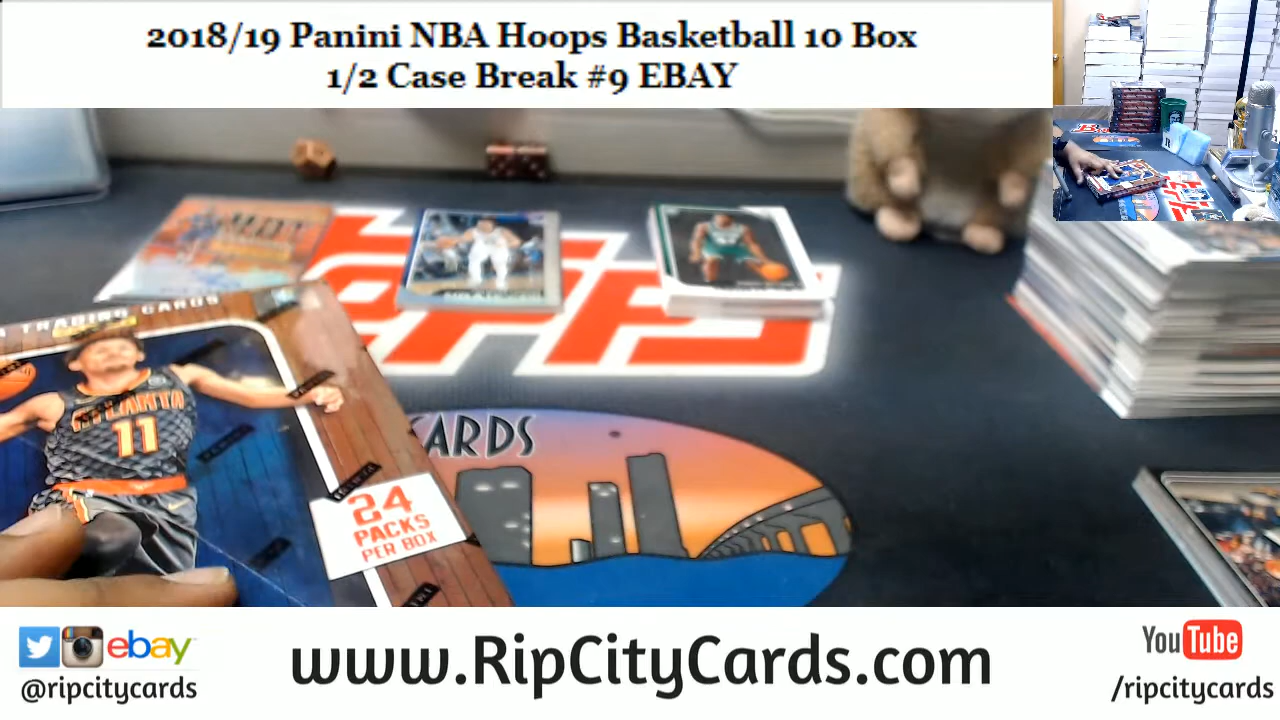 2018/19 Panini NBA Hoops Basketball 10 Box
1/2 Case Break #9 EBAY
TRADING CARDS
ATLANTA
11
24
PACKS
PER BOX
CARDS
ebay
@ripcitycards
www.RipCityCards.com
YouTube
/ripcitycards